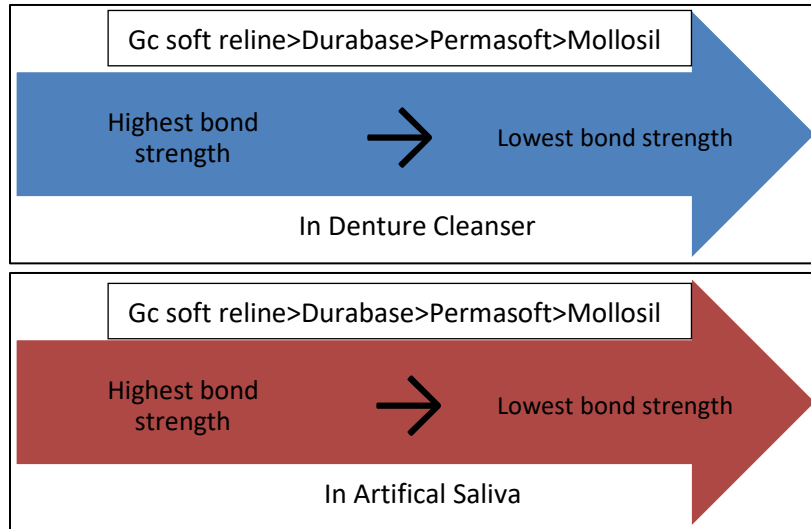 Gc soft reline>Durabase>Permasoft>Mollosil
Highest bond
strength
Lowest bond strength
In Denture Cleanser
Gc soft reline>Durabase>Permasoft>Mollosil
Highest bond
strength
Lowest bond strength
In Artifical Saliva